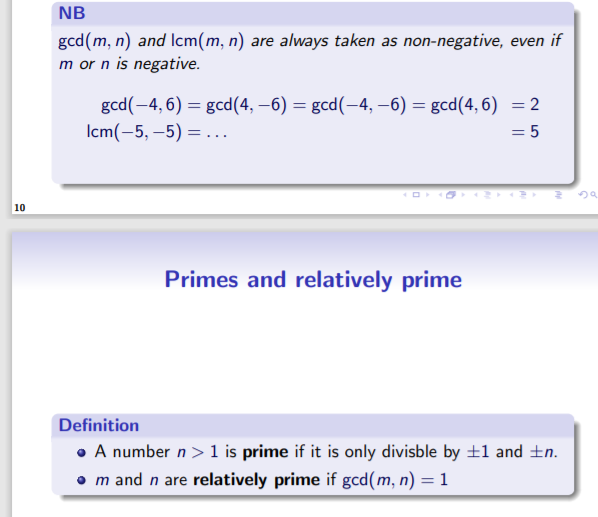 NB
gcd(m, n) and lcm(m, n) are always taken as non-negative, even if
m or n is negative.
gcd(−4, 6) = gcd(4, −6) = gcd(−4, −6) = gcd(4, 6) = 2
lcm(−5, −5) = . . . = 5
10
Primes and relatively prime
Definition
• A number n > 1 is prime if it is only divisble by ±1 and ±n.
• m and n are relatively prime if gcd(m, n) = 1